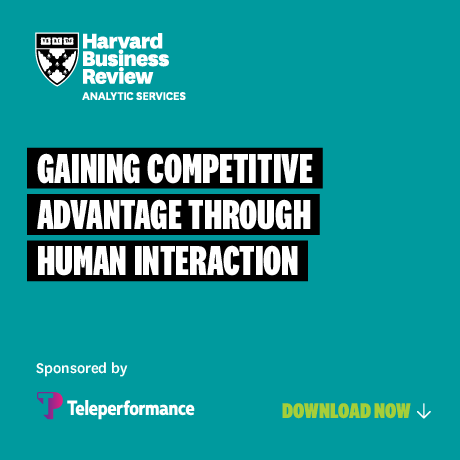 Harvard
Business
Review
ANALYTIC SERVICES
GAINING COMPETITIVE
ADVANTAGE THROUGH
HUMAN INTERACTION
Sponsored by
Teleperformance
DOWNLOAD NOW ↓